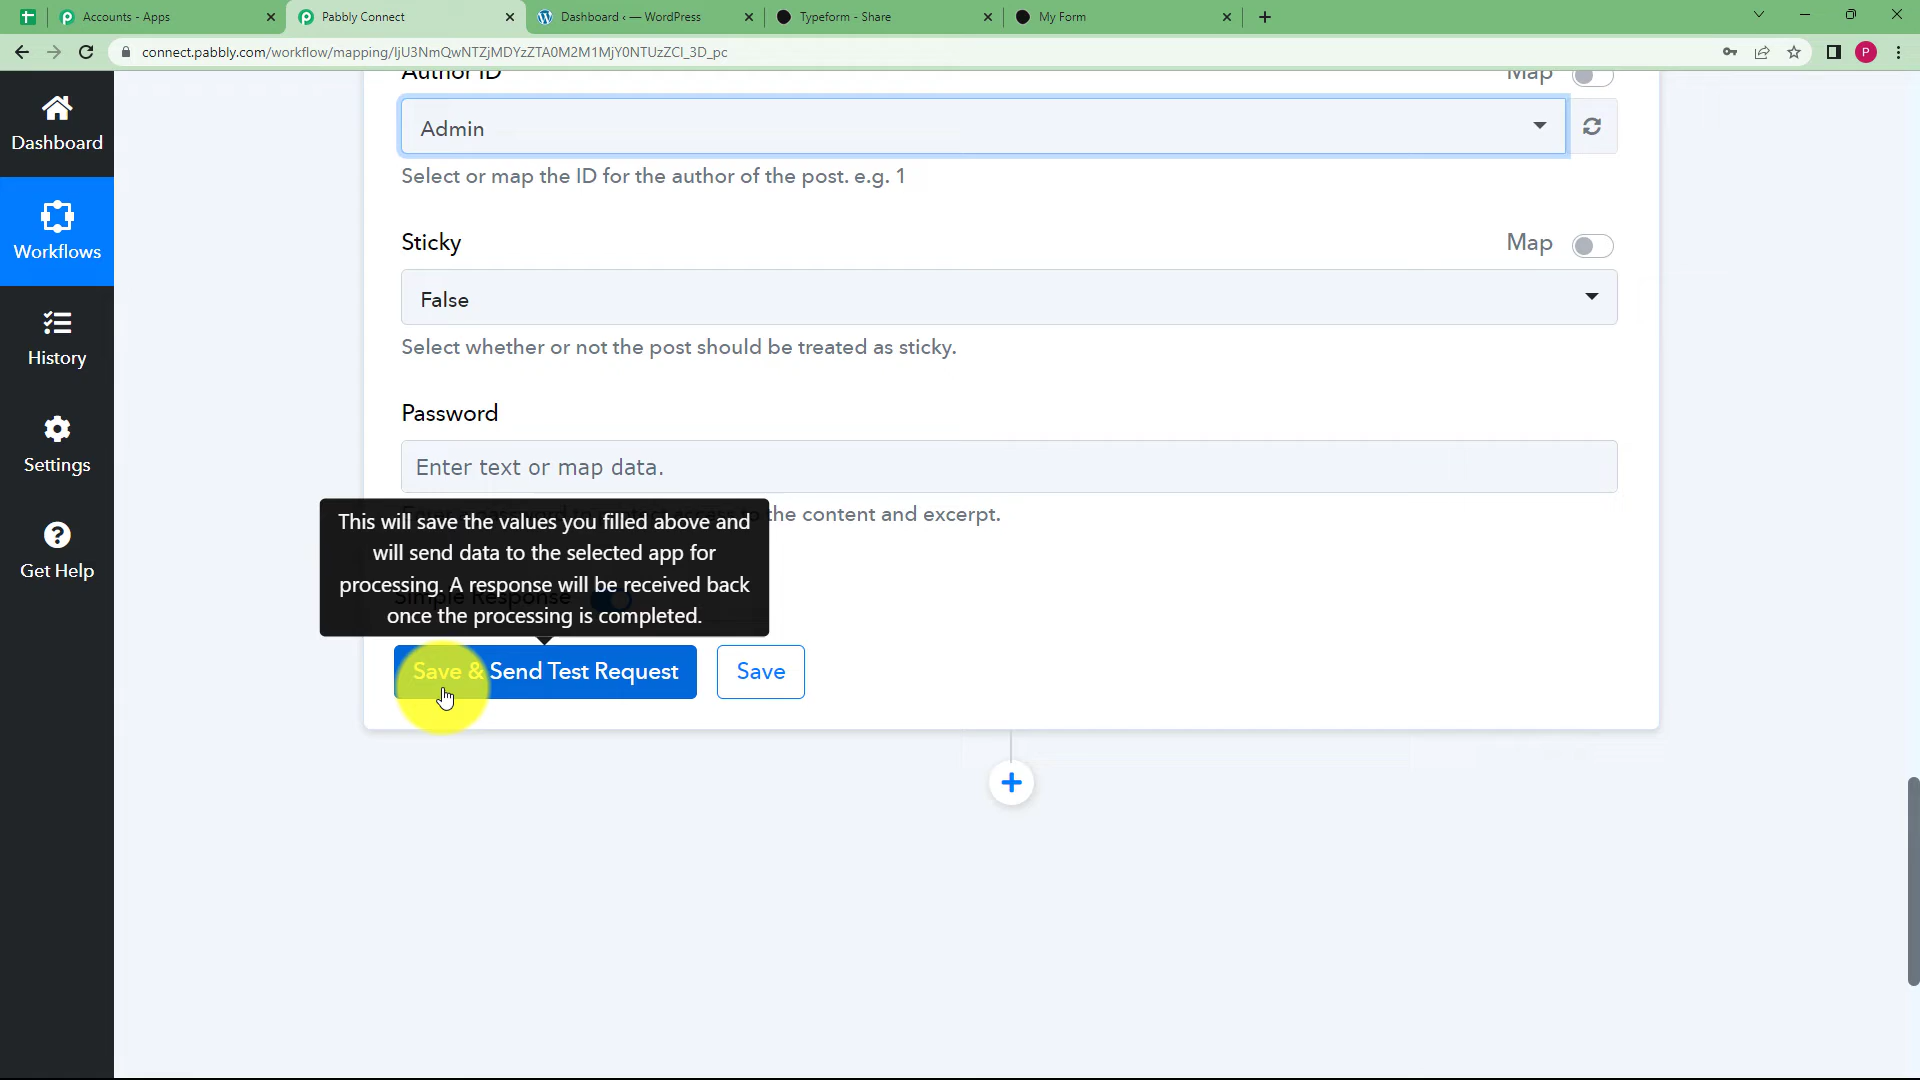 Accounts - Apps
Pabbly Connect
Dashboard ‹ — WordPress
Typeform - Share
My Form
connect.pabbly.com/workflow/mapping/IjU3NmQwNTZjMDYzZTA0M2M1MjY0NTUzZCI_3D_pc
P
Author ID
Map
Admin
Select or map the ID for the author of the post. e.g. 1
Sticky
Map
False
Select whether or not the post should be treated as sticky.
Password
Enter text or map data.
the content and excerpt.
This will save the values you filled above and
will send data to the selected app for
processing. A response will be received back
once the processing is completed.
Simple Response
Save & Send Test Request
Save
Dashboard
Workflows
History
Settings
Get Help